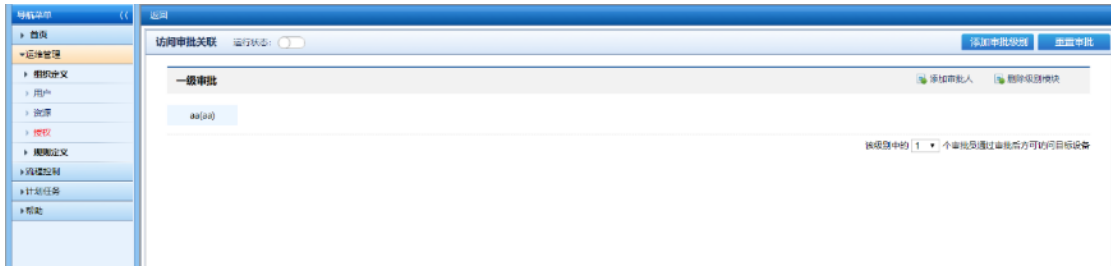 导航菜单
返回
首页
运维管理
组织定义
用户
资源
授权
规则定义
流程控制
计划任务
帮助
访问审批关联 运行状态:
添加审批级别 重置审批
一级审批 添加审批人 删除级别模块
aa(aa)
该级别中的 1 个审批员通过审批后方可访问目标设备